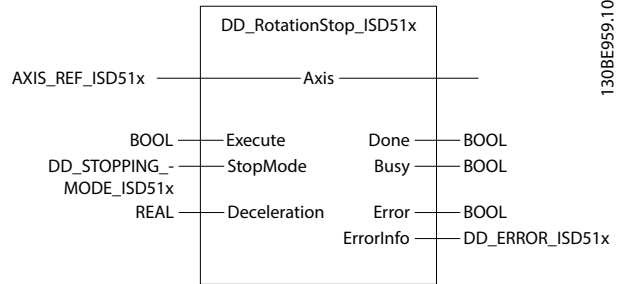 DD_RotationStop_ISD51x
AXIS_REF_ISD51x Axis
BOOL Execute Done BOOL
DD_STOPPING_- StopMode Busy BOOL
MODE_ISD51x
REAL Deceleration Error BOOL
ErrorInfo DD_ERROR_ISD51x
130BE959.10